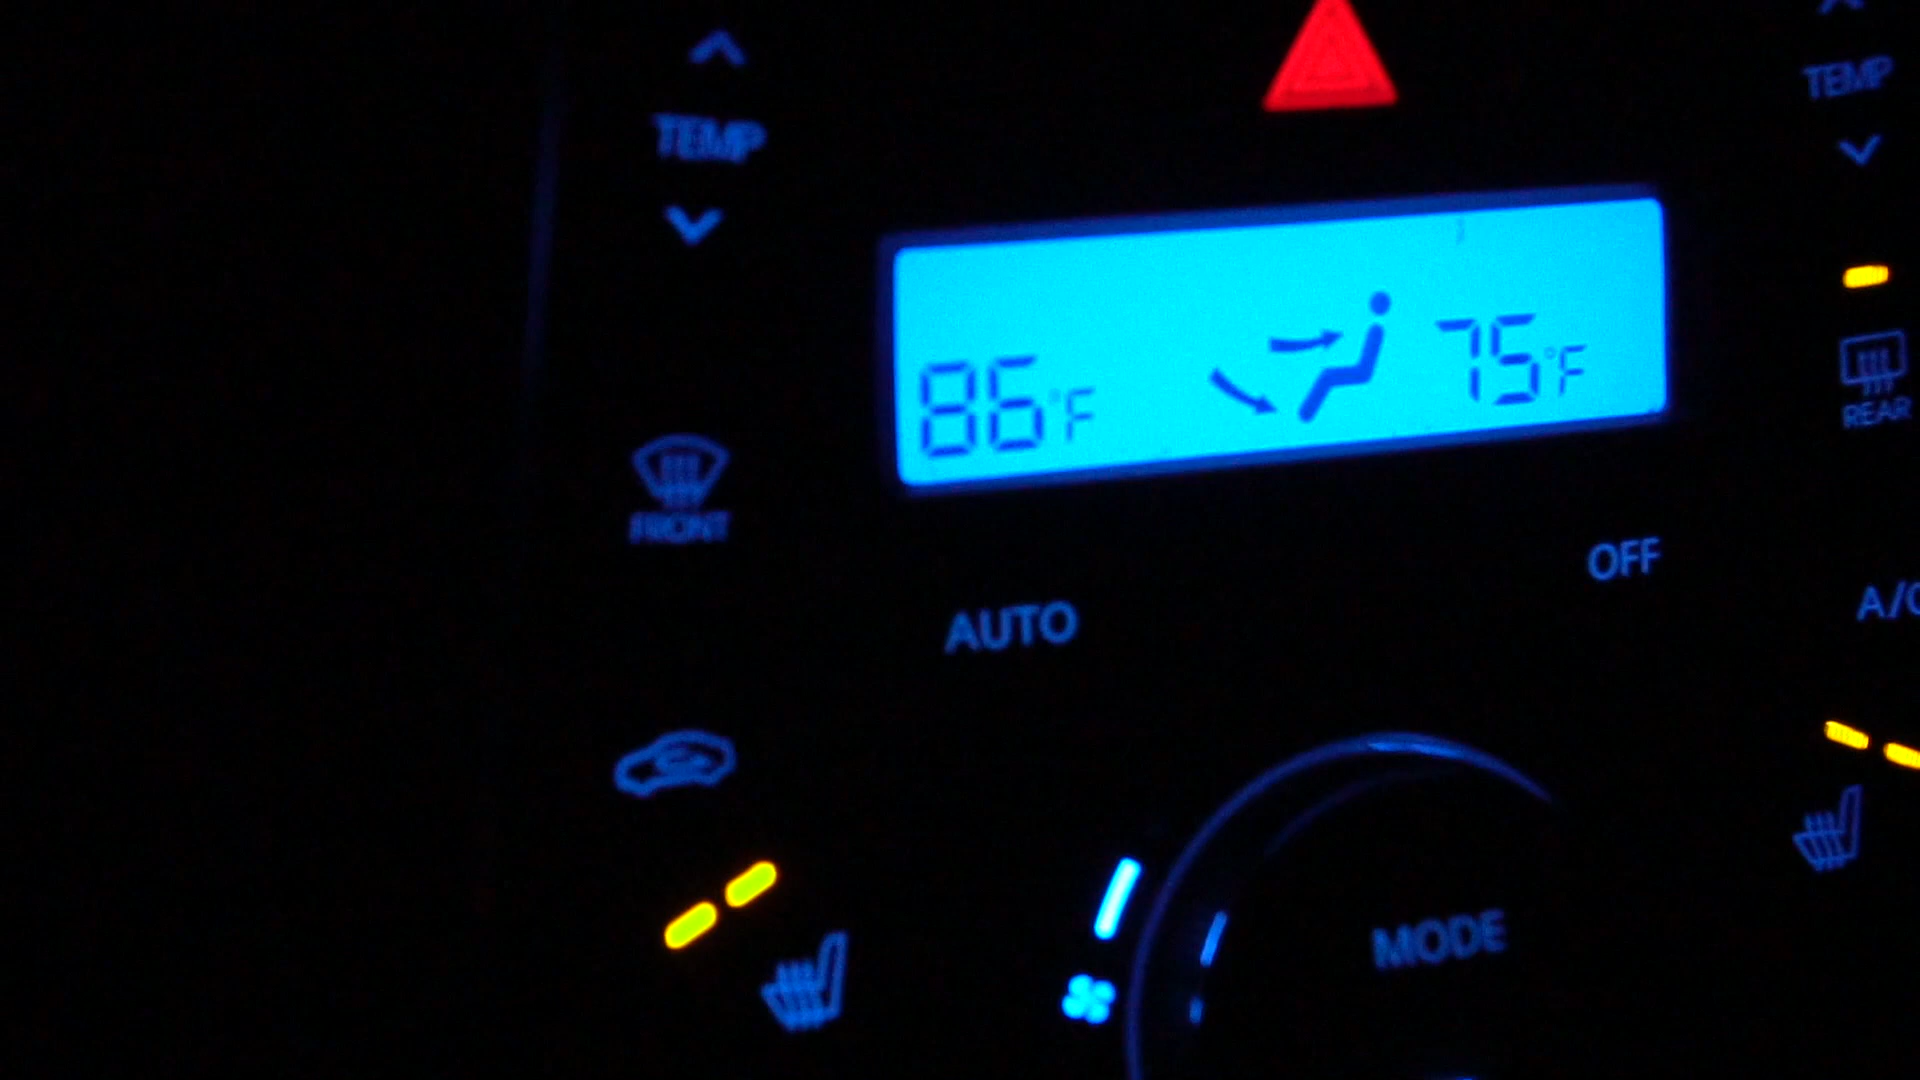 TEMP
TEMP
86°F
75°F
REAR
FRONT
OFF
A/C
AUTO
MODE